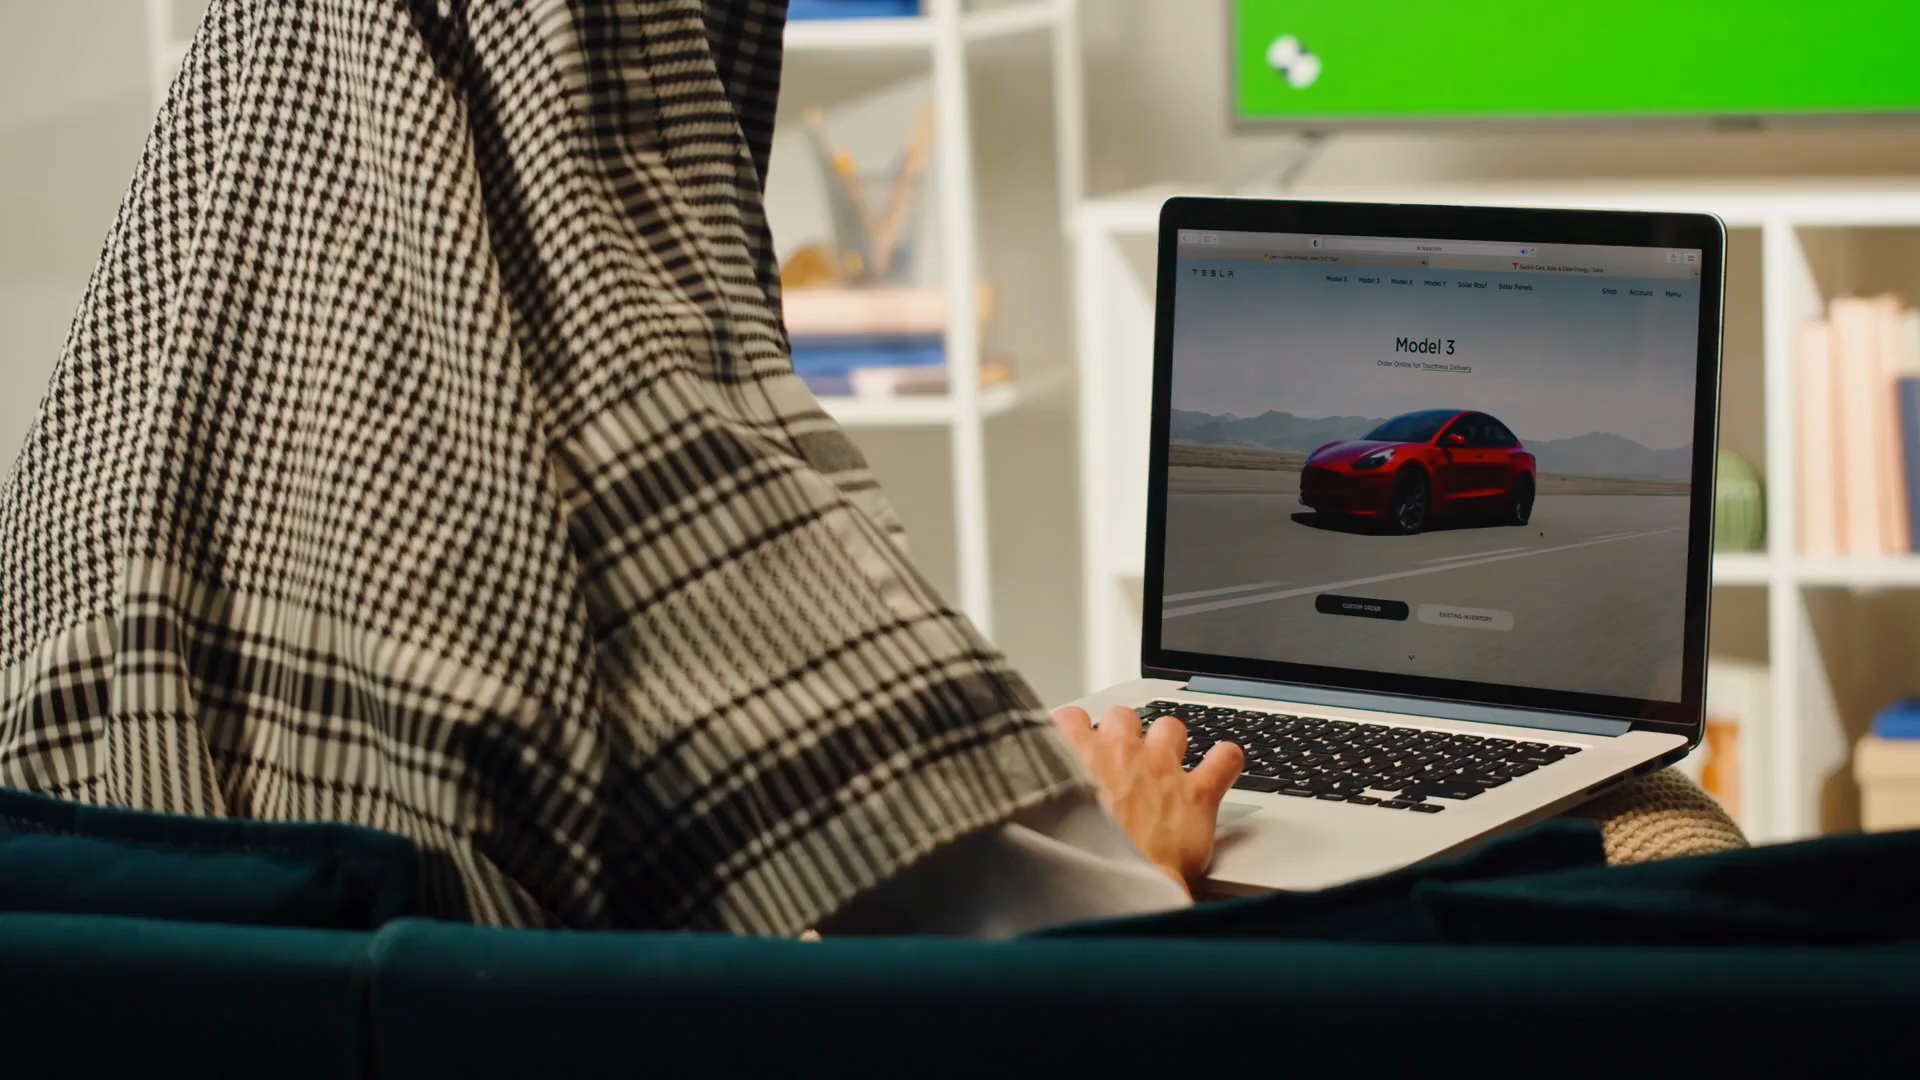 TESLA
Model S Model 3 Model X Model Y Solar Roof Solar Panels
Shop Account Menu
Model 3
Order Online for Touchless Delivery
CUSTOM ORDER
EXISTING INVENTORY